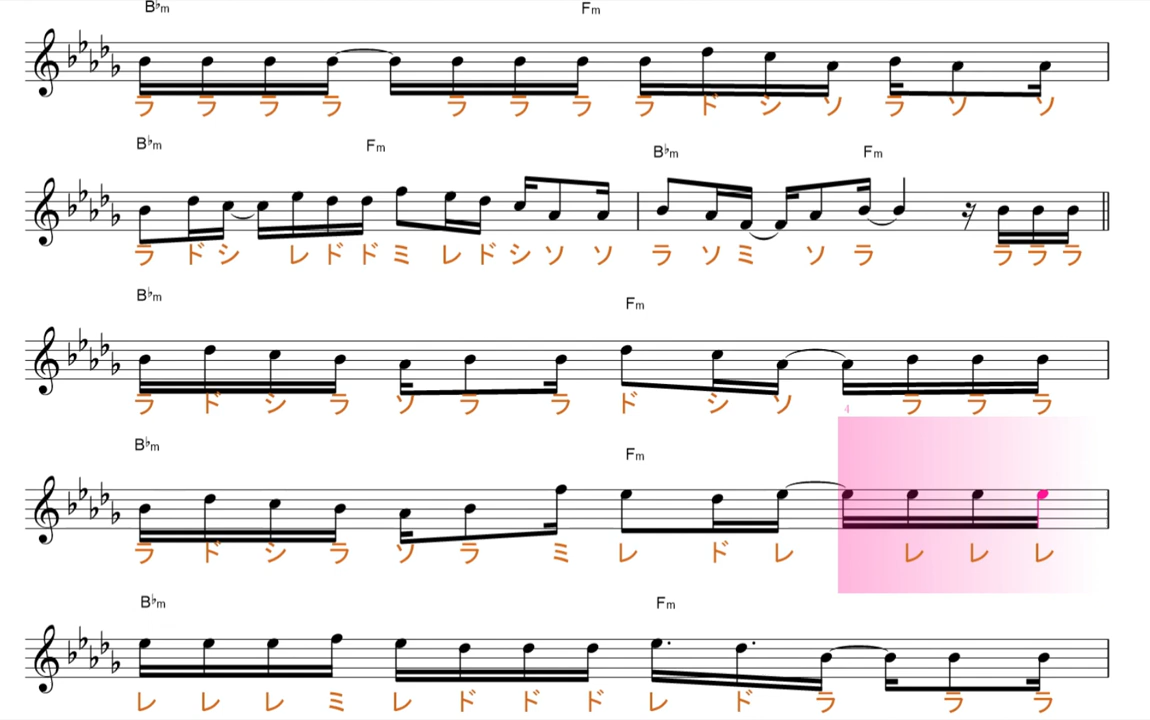 B♭m Fm
ラ ラ ラ ラ ラ ラ ラ ラ ド シ ソ ラ ソ ソ
B♭m Fm B♭m Fm
ラ ド シ レ ド ド ミ レ ド シ ソ ソ ラ ソ ミ ソ ラ ラ ラ ラ
B♭m Fm
ラ ド シ ラ ソ ラ ラ ド シ ソ ラ ラ ラ
4
B♭m Fm
ラ ド シ ラ ソ ラ ミ レ ド レ レ レ レ
B♭m Fm
レ レ レ ミ レ ド ド ド レ ド ラ ラ ラ